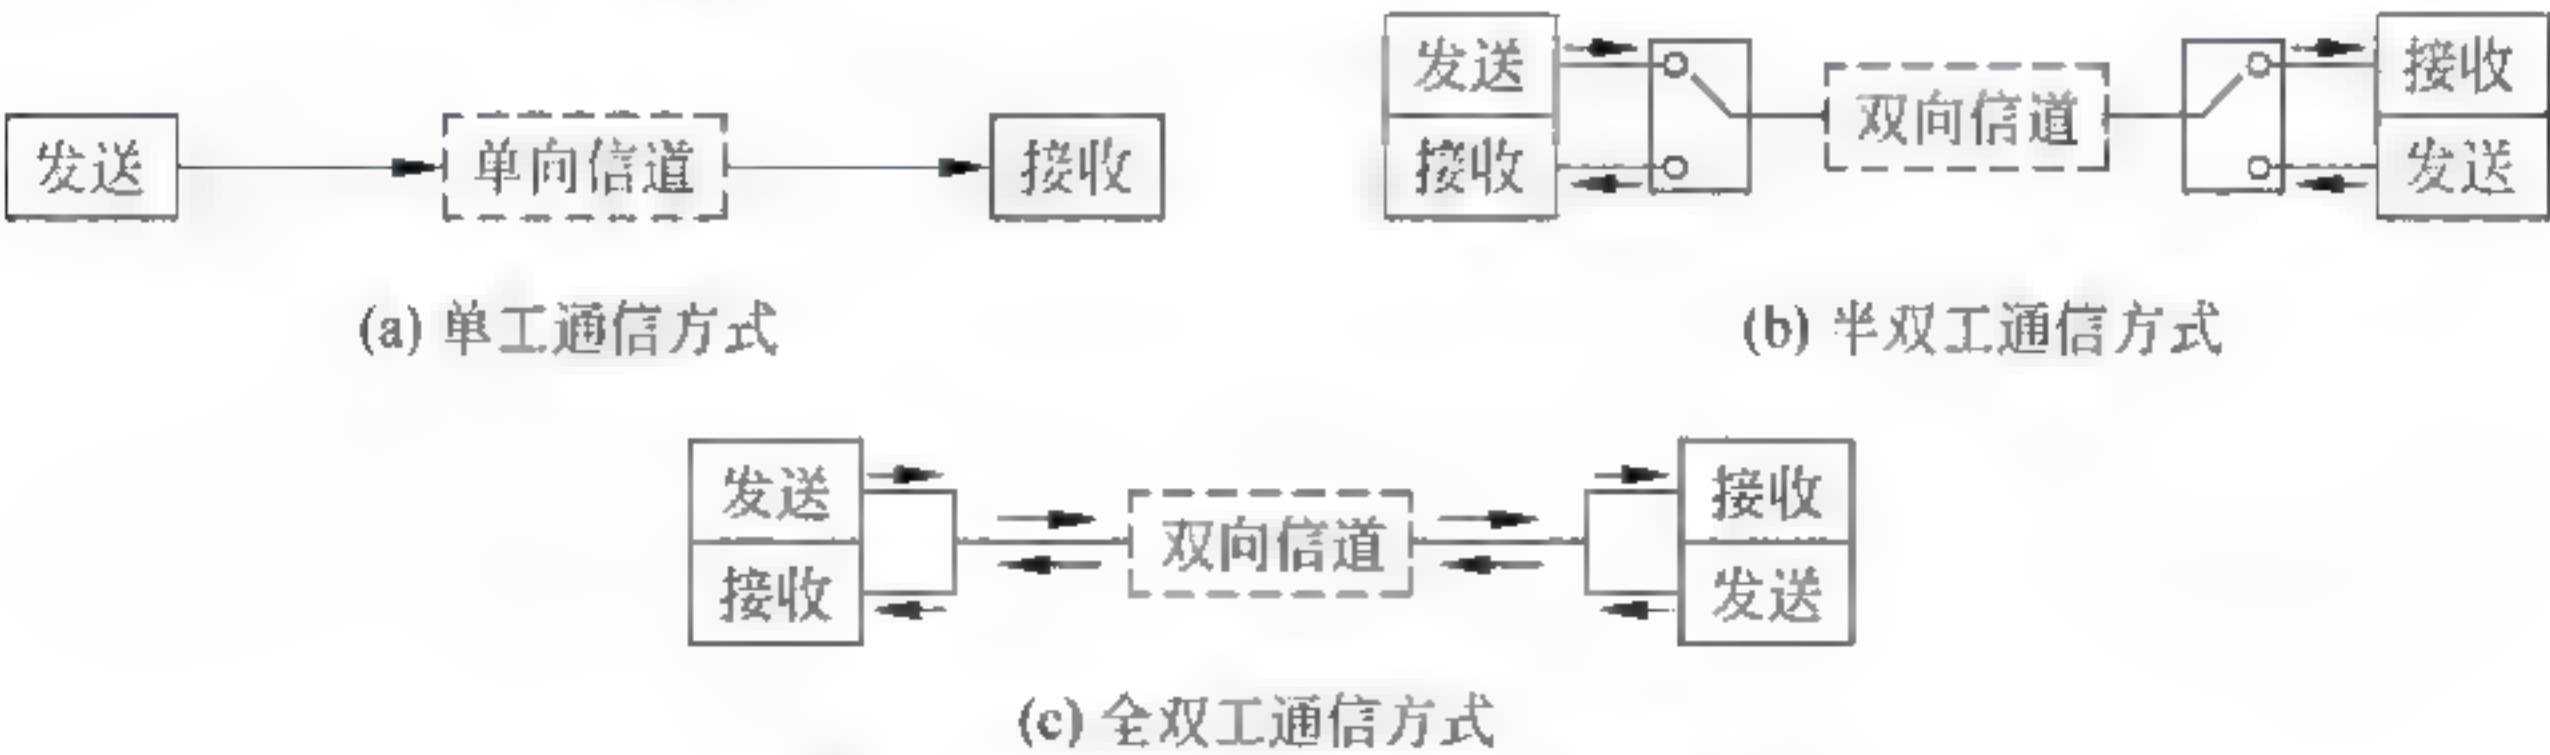 发送 单向信道 接收
发送 双向信道 接收
接收 发送
(a) 单工通信方式
(b) 半双工通信方式
发送 双向信道 接收
接收 发送
(c) 全双工通信方式